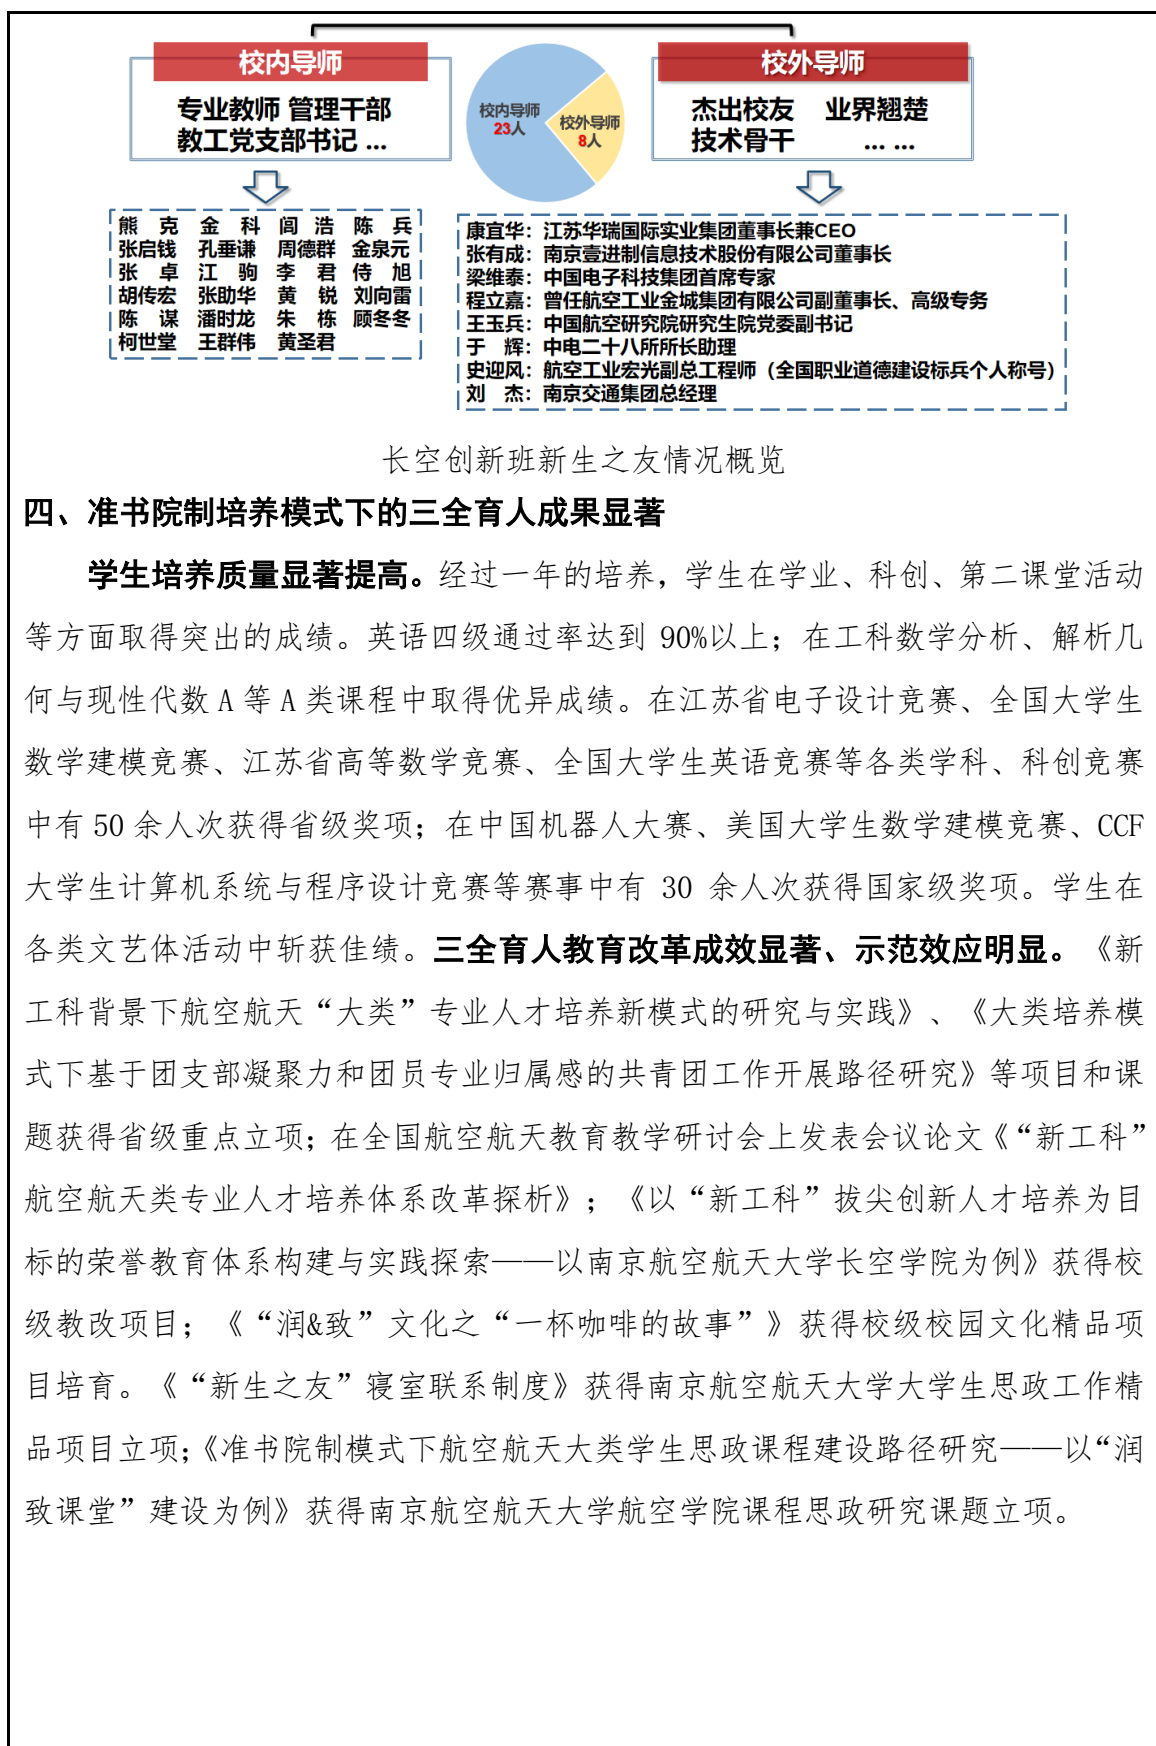 校内导师
专业教师 管理干部
教工党支部书记 ...
校内导师
23人
校外导师
8人
校外导师
杰出校友 业界翘楚
技术骨干 ... ...
熊 克 金 科 闾 浩 陈 兵
张启钱 孔垂谦 周德群 金泉元
张 卓 江 驹 李 君 侍 旭
胡传宏 张助华 黄 锐 刘向雷
陈 谋 潘时龙 朱 栋 顾冬冬
柯世堂 王群伟 黄圣君
康宜华：江苏华瑞国际实业集团董事长兼CEO
张有成：南京壹进制信息技术股份有限公司董事长
梁维泰：中国电子科技集团首席专家
程立嘉：曾任航空工业金城集团有限公司副董事长、高级专务
王玉兵：中国航空研究院研究生院党委副书记
于 辉：中电二十八所所长助理
史迎风：航空工业宏光副总工程师（全国职业道德建设标兵个人称号）
刘 杰：南京交通集团总经理
长空创新班新生之友情况概览
四、准书院制培养模式下的三全育人成果显著
学生培养质量显著提高。经过一年的培养，学生在学业、科创、第二课堂活动
等方面取得突出的成绩。英语四级通过率达到 90%以上；在工科数学分析、解析几
何与现性代数 A 等 A 类课程中取得优异成绩。在江苏省电子设计竞赛、全国大学生
数学建模竞赛、江苏省高等数学竞赛、全国大学生英语竞赛等各类学科、科创竞赛
中有 50 余人次获得省级奖项；在中国机器人大赛、美国大学生数学建模竞赛、CCF
大学生计算机系统与程序设计竞赛等赛事中有 30 余人次获得国家级奖项。学生在
各类文艺体活动中斩获佳绩。三全育人教育改革成效显著、示范效应明显。《新
工科背景下航空航天“大类”专业人才培养新模式的研究与实践》、《大类培养模
式下基于团支部凝聚力和团员专业归属感的共青团工作开展路径研究》等项目和课
题获得省级重点立项；在全国航空航天教育教学研讨会上发表会议论文《“新工科”
航空航天类专业人才培养体系改革探析》；《以“新工科”拔尖创新人才培养为目
标的荣誉教育体系构建与实践探索——以南京航空航天大学长空学院为例》获得校
级教改项目；《“润&致”文化之“一杯咖啡的故事”》获得校级校园文化精品项
目培育。《“新生之友”寝室联系制度》获得南京航空航天大学大学生思政工作精
品项目立项；《准书院制模式下航空航天大类学生思政课程建设路径研究——以“润
致课堂”建设为例》获得南京航空航天大学航空学院课程思政研究课题立项。